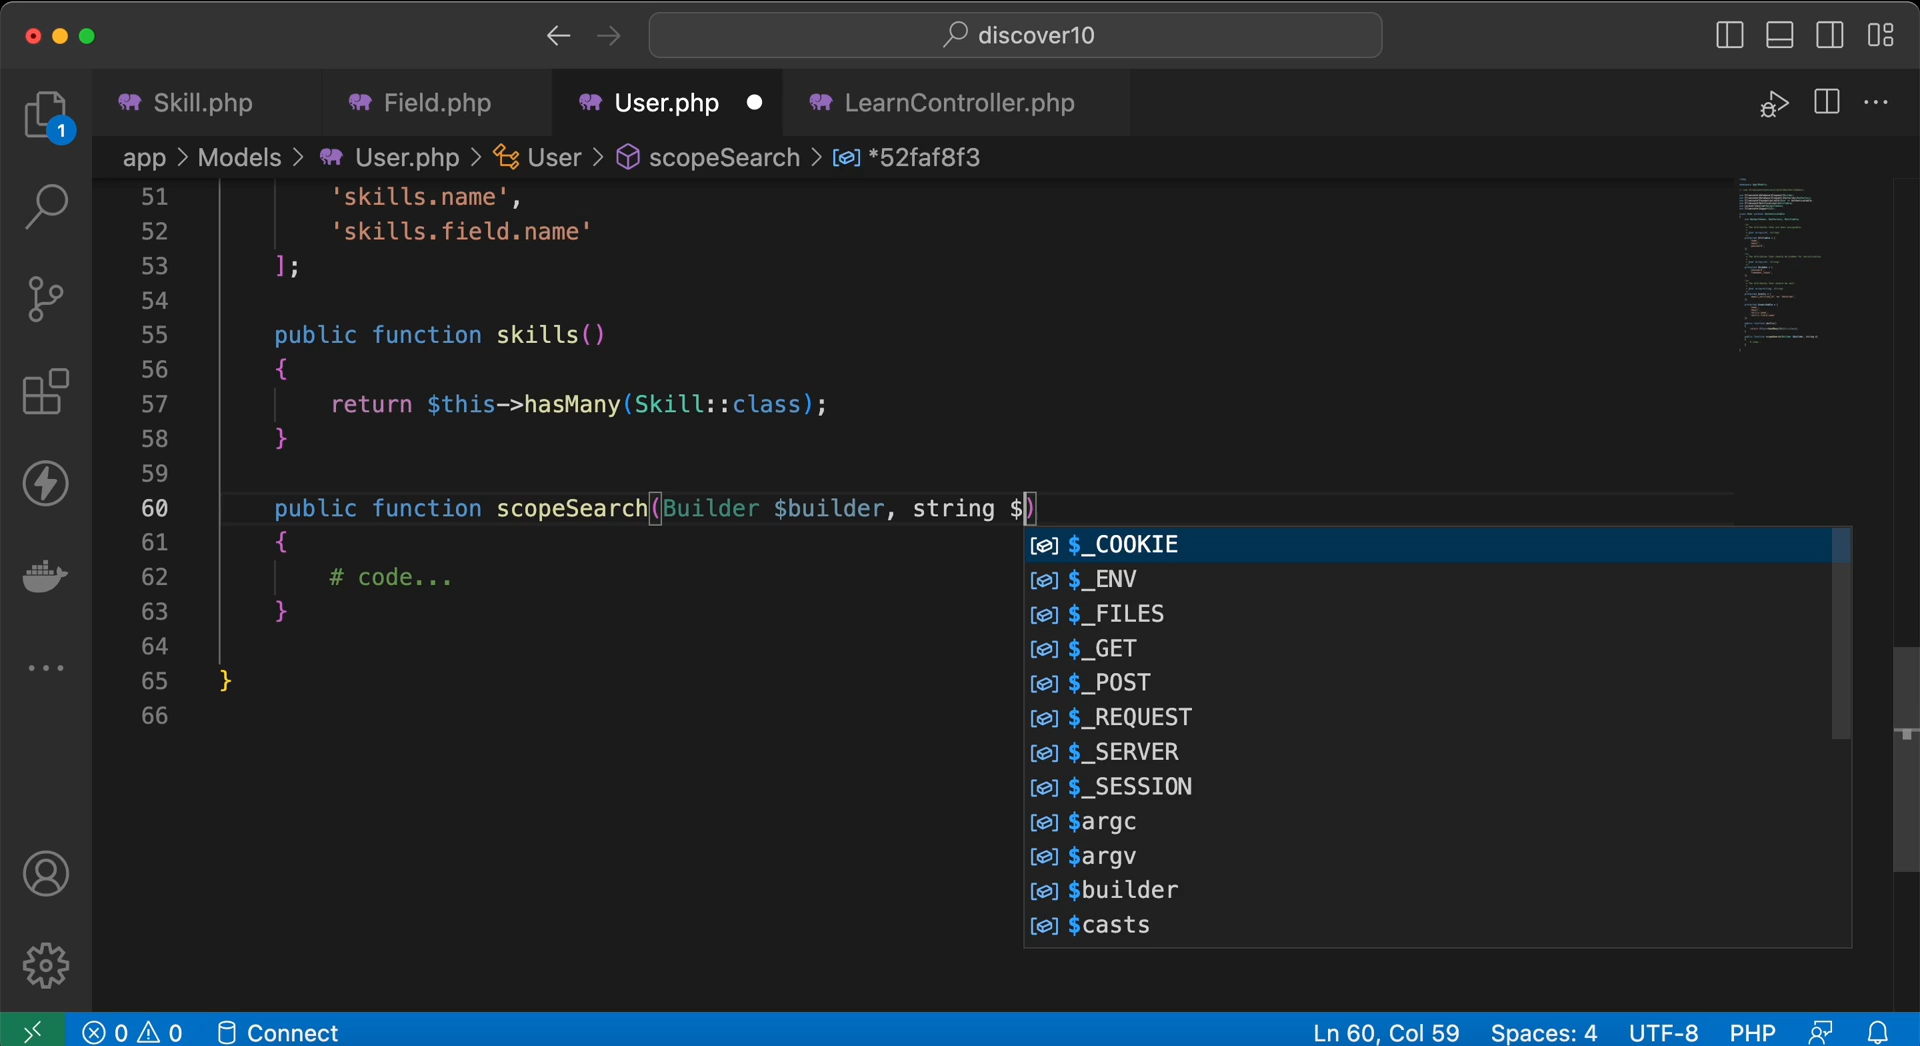 discover10
Skill.php
Field.php
User.php
LearnController.php
1
app > Models > User.php > User > scopeSearch > *52faf8f3
51 'skills.name',
52 'skills.field.name'
53 ];
54
55 public function skills()
56 {
57 return $this->hasMany(Skill::class);
58 }
59
60 public function scopeSearch(Builder $builder, string $)
61 {
62 # code...
63 }
64
65 }
66
$_COOKIE
$_ENV
$_FILES
$_GET
$_POST
$_REQUEST
$_SERVER
$_SESSION
$argc
$argv
$builder
$casts
0 0 Connect Ln 60, Col 59 Spaces: 4 UTF-8 PHP